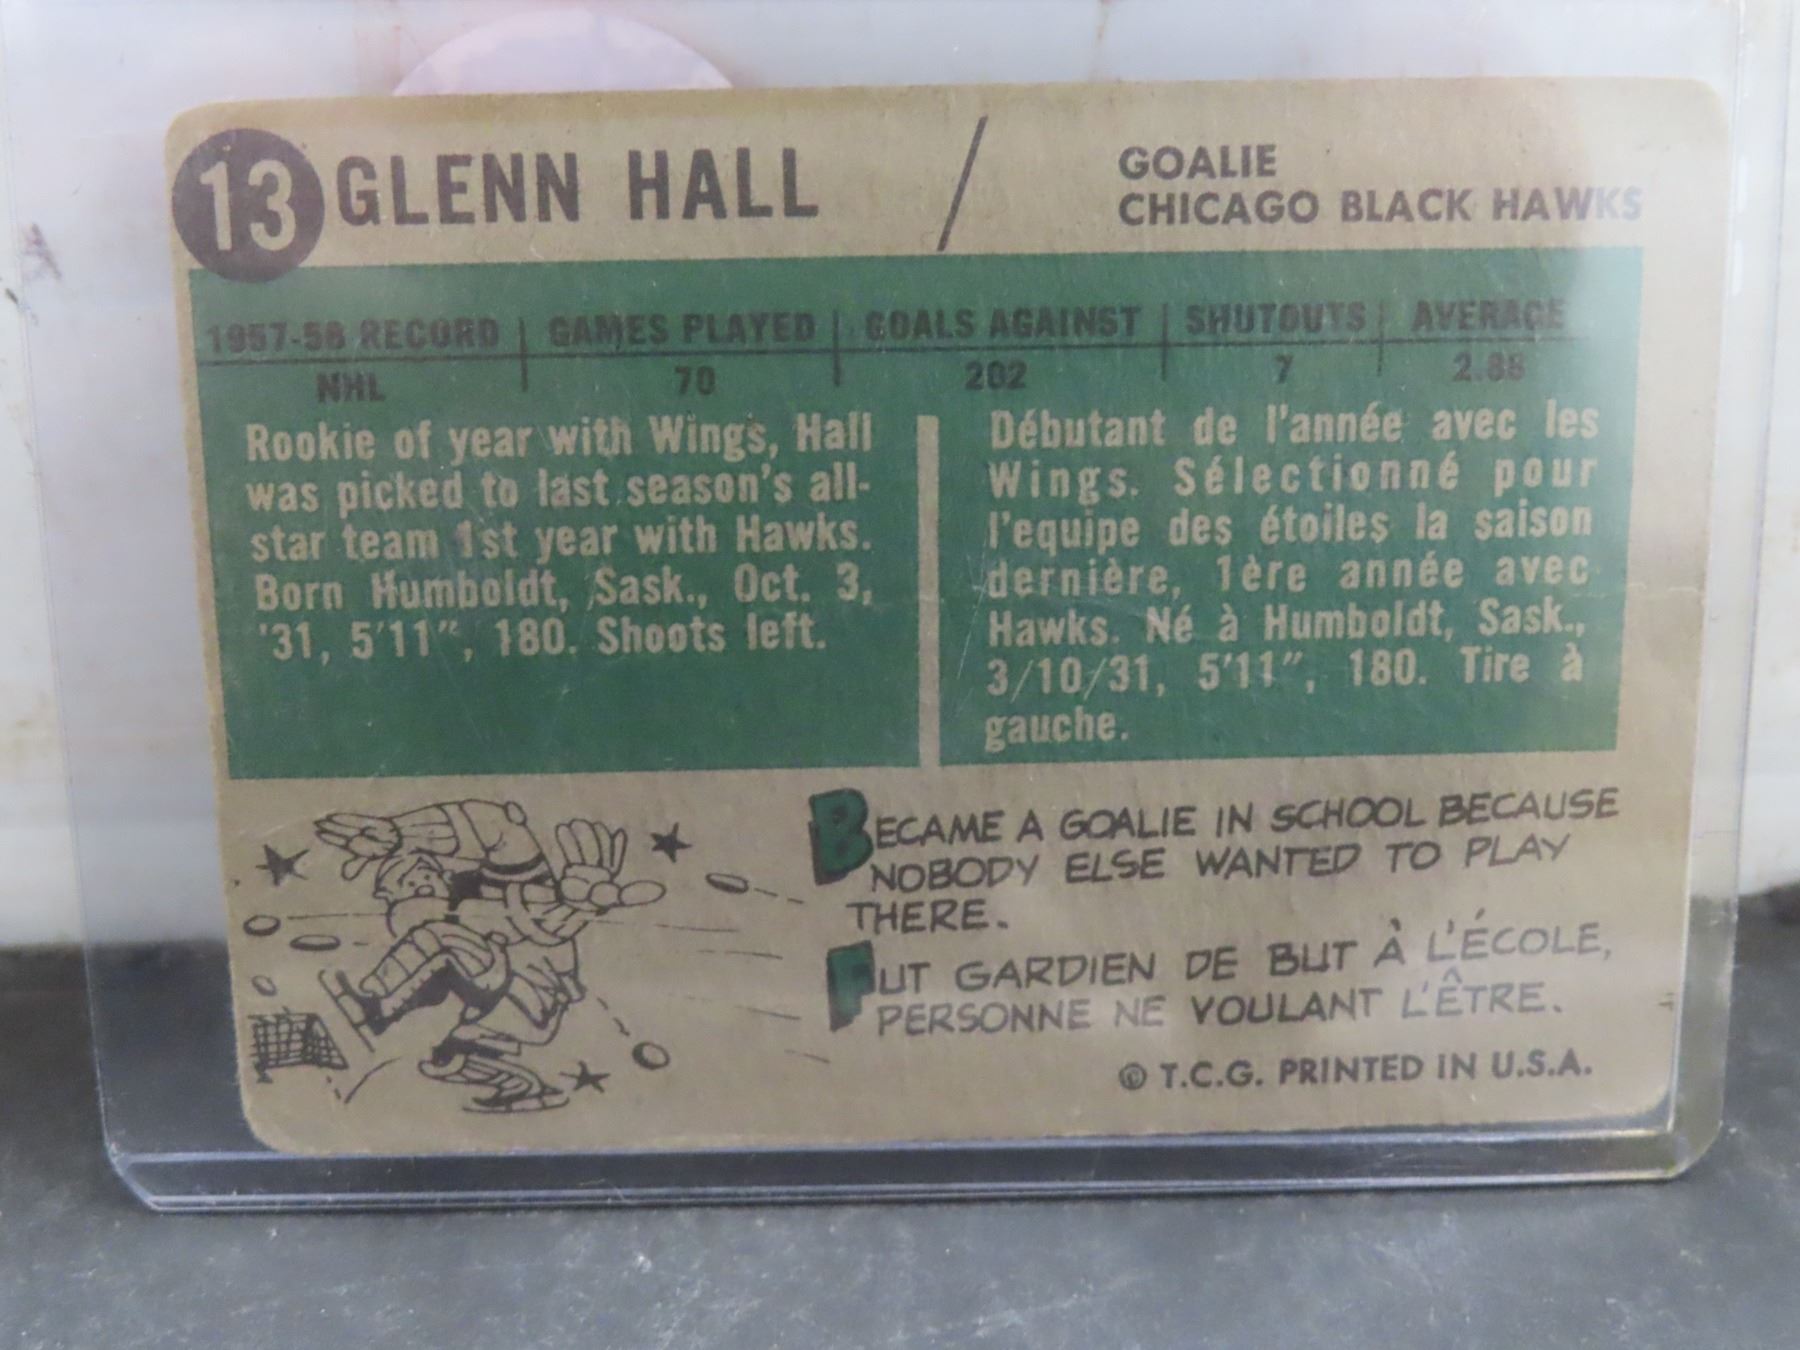 13 GLENN HALL
GOALIE
CHICAGO BLACK HAWKS
1957-58 RECORD GAMES PLAYED GOALS AGAINST SHUTOUTS AVERAGE
NHL 70 202 7 2.88
Rookie of year with Wings, Hall
was picked to last season's all-
star team 1st year with Hawks.
Born Humboldt, Sask., Oct. 3,
'31, 5'11", 180. Shoots left.
Débutant de l'année avec les
Wings. Sélectionné pour
l'equipe des étoiles la saison
dernière, 1ère année avec
Hawks. Né à Humboldt, Sask.,
3/10/31, 5'11", 180. Tire à
gauche.
BECAME A GOALIE IN SCHOOL BECAUSE
NOBODY ELSE WANTED TO PLAY
THERE.
FUT GARDIEN DE BUT À L'ÉCOLE,
PERSONNE NE VOULANT L'ÊTRE.
© T.C.G. PRINTED IN U.S.A.